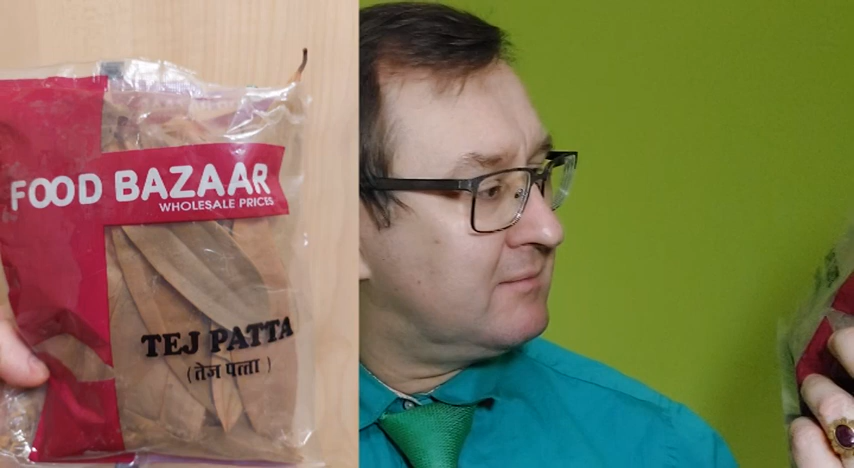 FOOD BAZAAR
WHOLESALE PRICES
TEJ PATTA
(तेज पत्ता)